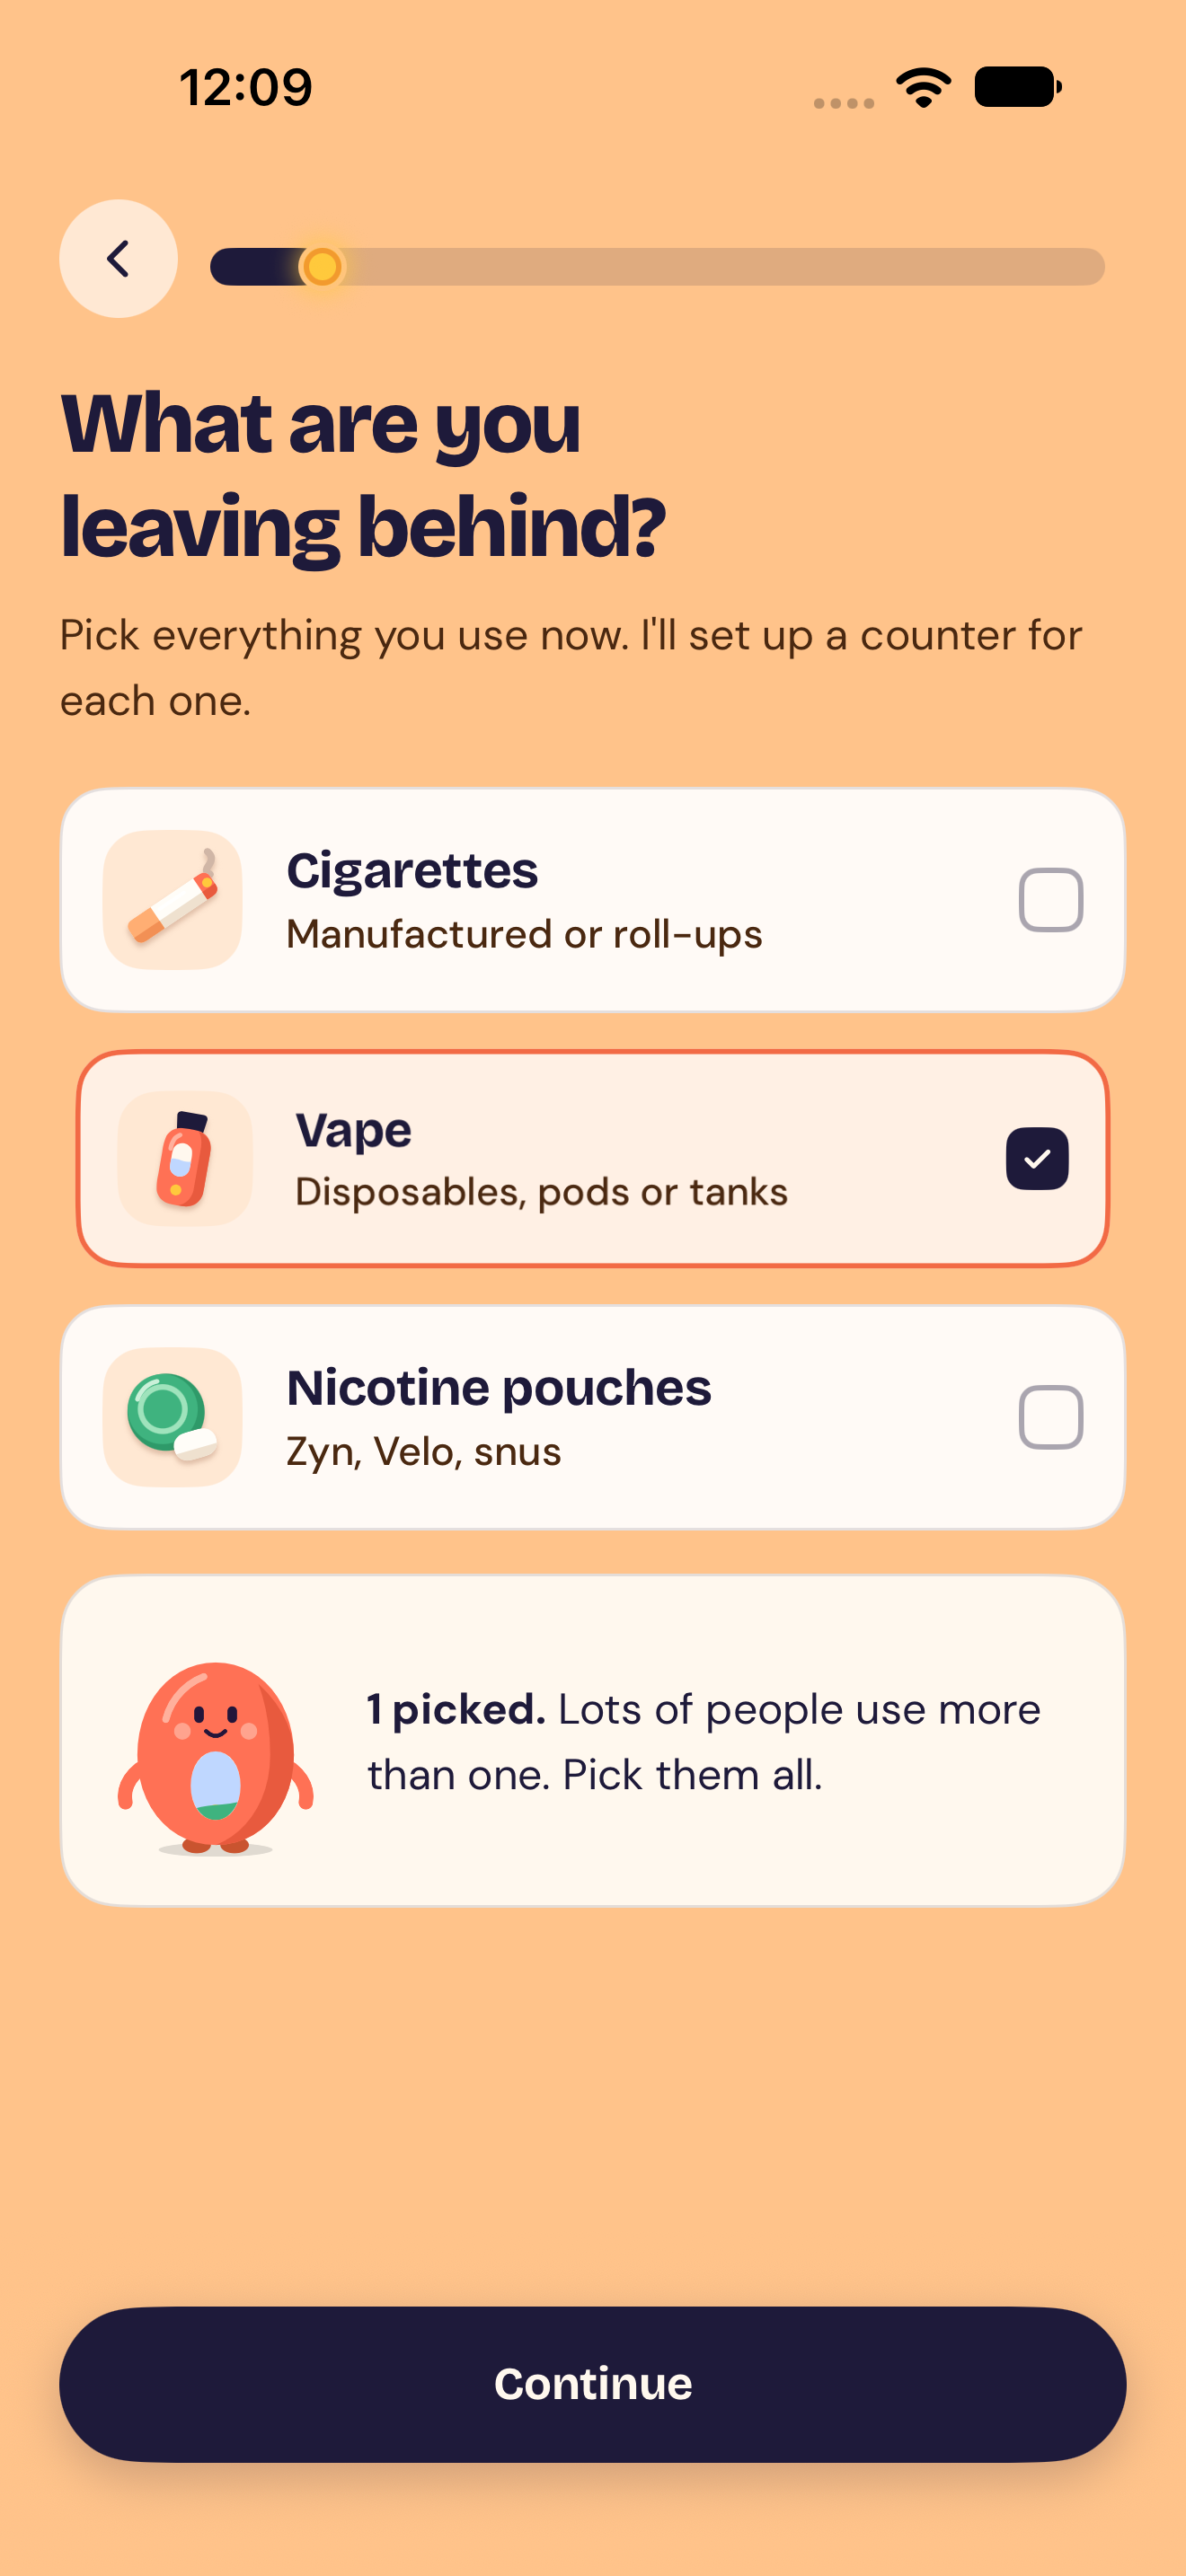 12:09
What are you
leaving behind?
Pick everything you use now. I'll set up a counter for
each one.
Cigarettes
Manufactured or roll-ups
Vape
Disposables, pods or tanks
Nicotine pouches
Zyn, Velo, snus
1 picked. Lots of people use more
than one. Pick them all.
Continue